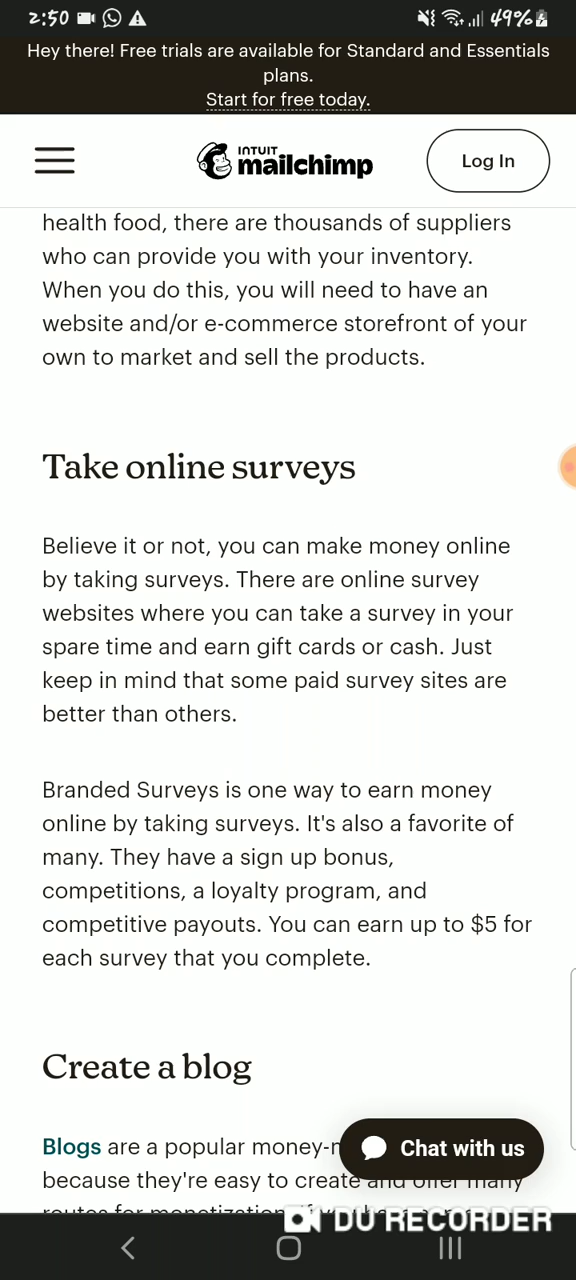 2:50 49%
Hey there! Free trials are available for Standard and Essentials
plans.
Start for free today.
INTUIT
mailchimp
Log In
health food, there are thousands of suppliers
who can provide you with your inventory.
When you do this, you will need to have an
website and/or e-commerce storefront of your
own to market and sell the products.
Take online surveys
Believe it or not, you can make money online
by taking surveys. There are online survey
websites where you can take a survey in your
spare time and earn gift cards or cash. Just
keep in mind that some paid survey sites are
better than others.
Branded Surveys is one way to earn money
online by taking surveys. It's also a favorite of
many. They have a sign up bonus,
competitions, a loyalty program, and
competitive payouts. You can earn up to $5 for
each survey that you complete.
Create a blog
Blogs are a popular
Chat with us
because they're easy to create and offer many
routes for monetization.
DU RECORDER